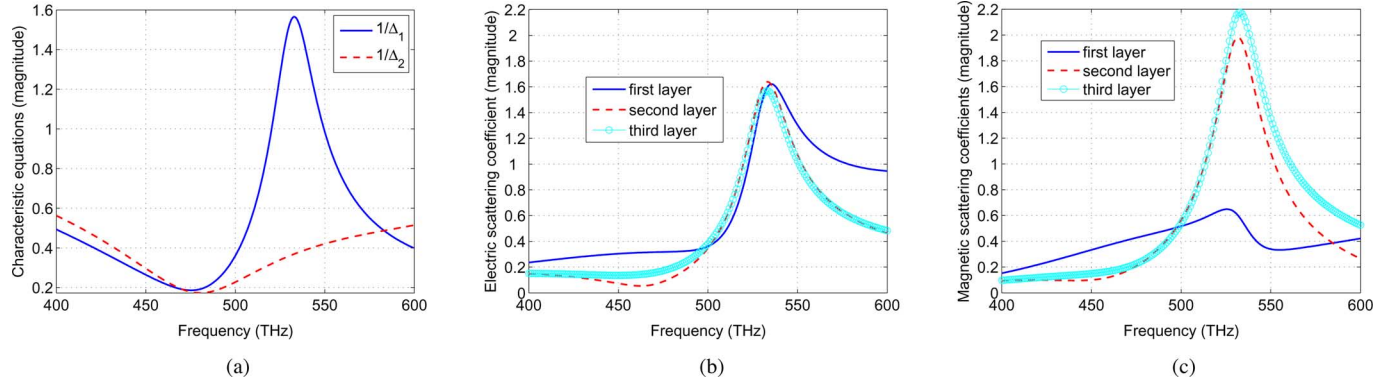 1.6
1.4
1.2
1
0.8
0.6
0.4
0.2
400
450
500
550
600
Characteristic equations (magnitude)
Frequency (THz)
1/Δ1
1/Δ2
(a)
2.2
2
1.8
1.6
1.4
1.2
1
0.8
0.6
0.4
0.2
0
400
450
500
550
600
Electric scattering coefficient (magnitude)
Frequency (THz)
first layer
second layer
third layer
(b)
2.2
2
1.8
1.6
1.4
1.2
1
0.8
0.6
0.4
0.2
0
400
450
500
550
600
Magnetic scattering coefficients (magnitude)
Frequency (THz)
first layer
second layer
third layer
(c)